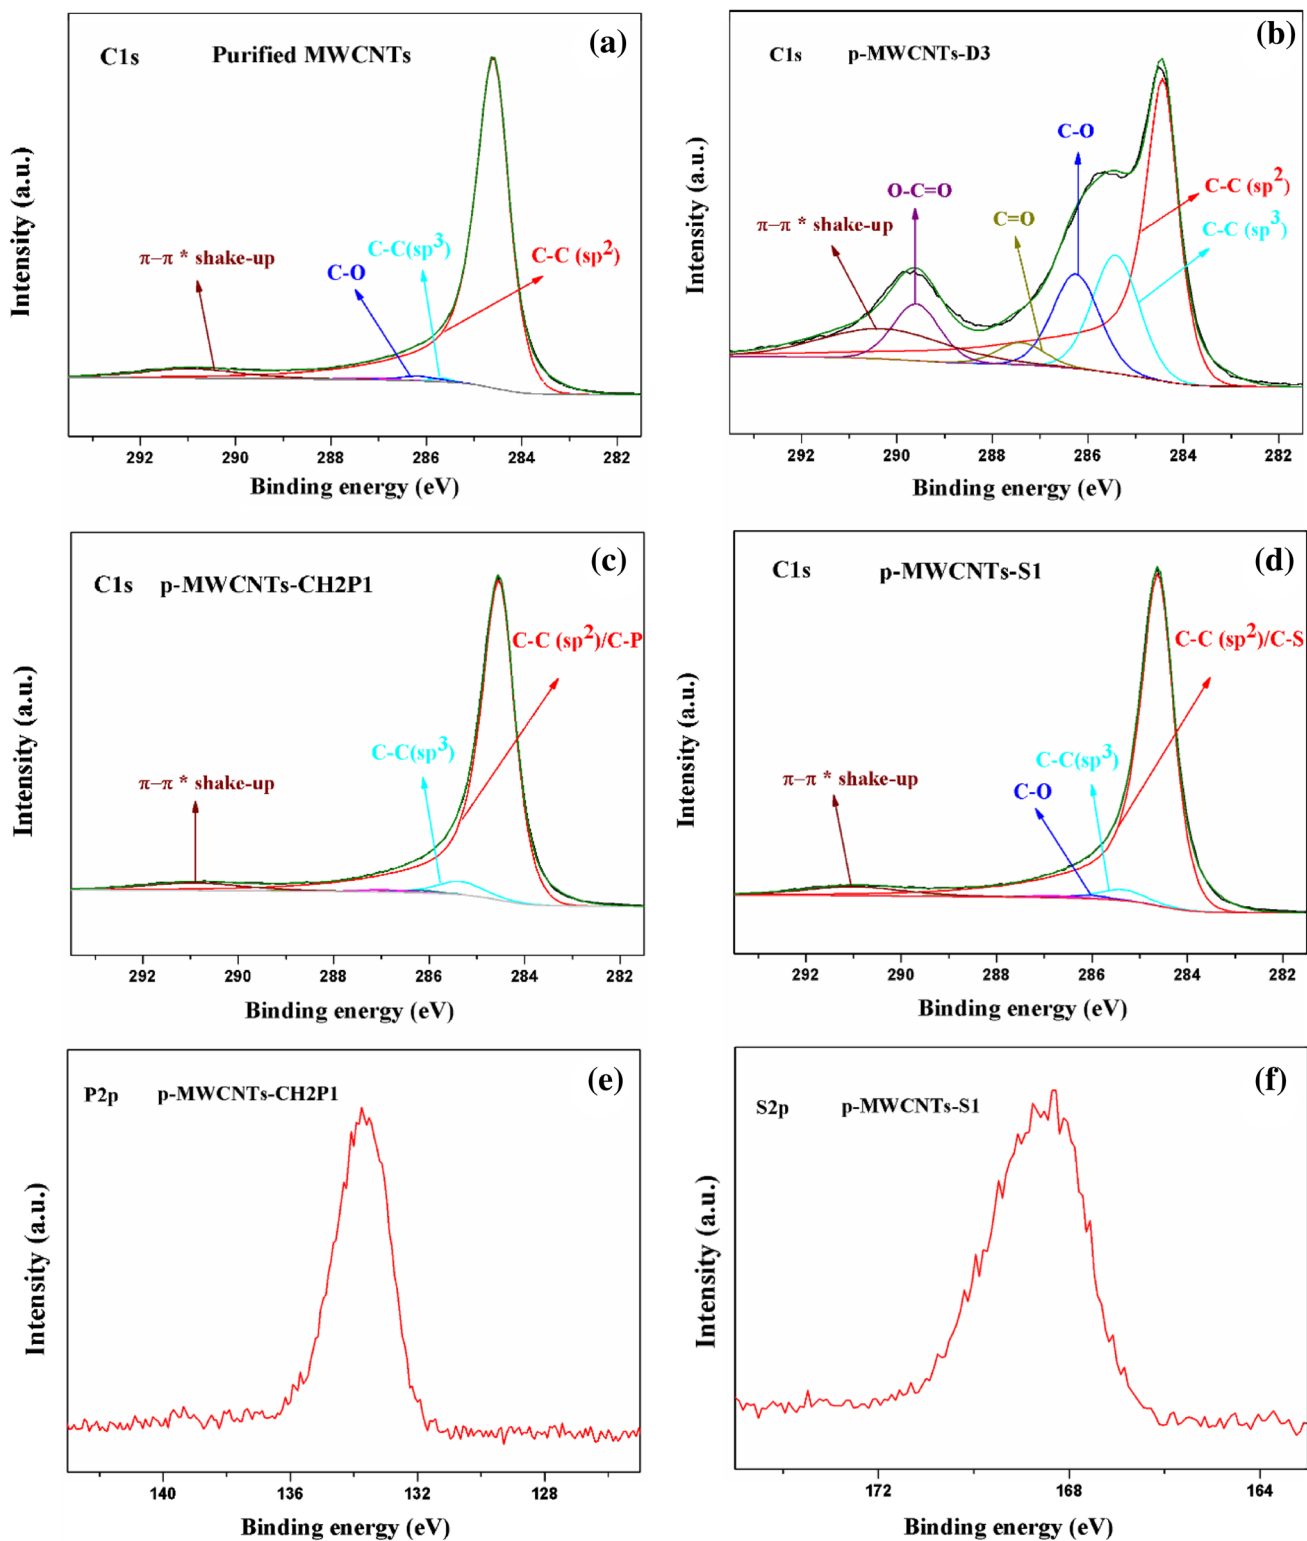 C1s Purified MWCNTs (a)
π–π * shake-up
C-O
C-C(sp3)
C-C (sp2)
Intensity (a.u.)
292 290 288 286 284 282
Binding energy (eV)
C1s p-MWCNTs-D3 (b)
C-O
O-C=O
C=O
C-C (sp2)
C-C (sp3)
π–π * shake-up
Intensity (a.u.)
292 290 288 286 284 282
Binding energy (eV)
C1s p-MWCNTs-CH2P1 (c)
C-C (sp2)/C-P
C-C(sp3)
π–π * shake-up
Intensity (a.u.)
292 290 288 286 284 282
Binding energy (eV)
C1s p-MWCNTs-S1 (d)
C-C (sp2)/C-S
C-C(sp3)
C-O
π–π * shake-up
Intensity (a.u.)
292 290 288 286 284 282
Binding energy (eV)
P2p p-MWCNTs-CH2P1 (e)
Intensity (a.u.)
140 136 132 128
Binding energy (eV)
S2p p-MWCNTs-S1 (f)
Intensity (a.u.)
172 168 164
Binding energy (eV)